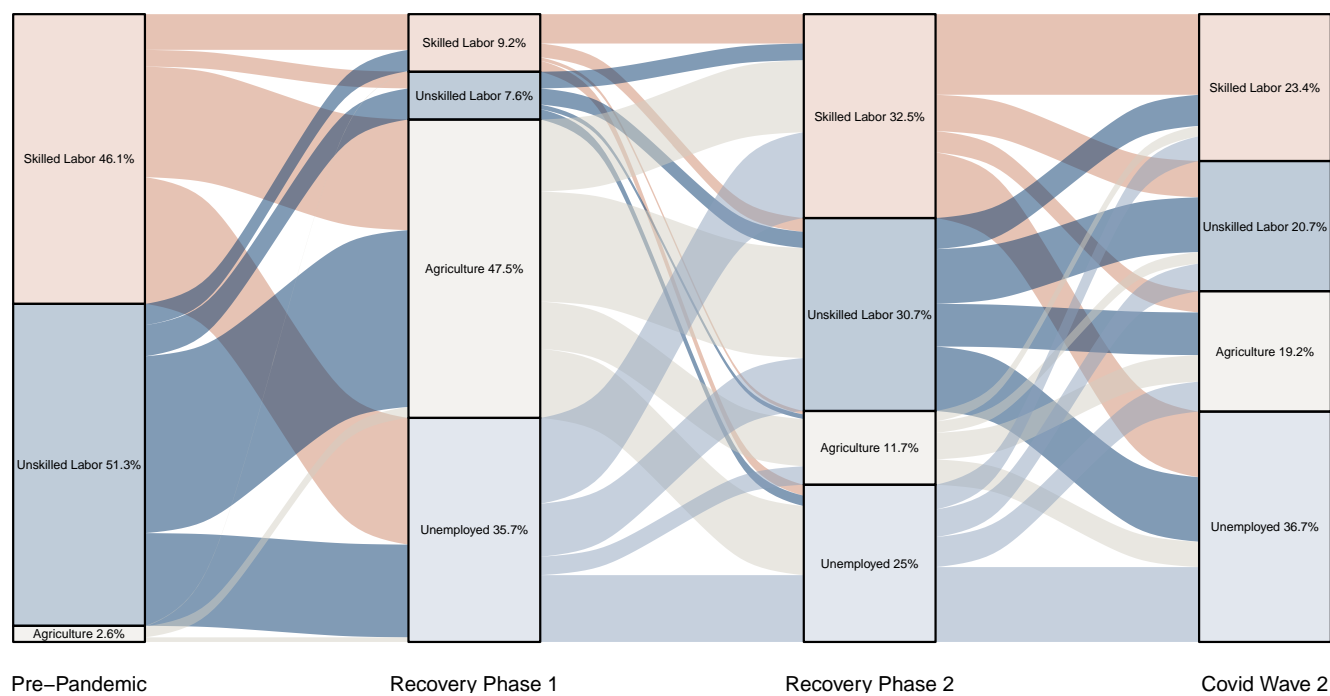 Skilled Labor 46.1%
Unskilled Labor 51.3%
Agriculture 2.6%
Skilled Labor 9.2%
Unskilled Labor 7.6%
Agriculture 47.5%
Unemployed 35.7%
Skilled Labor 32.5%
Unskilled Labor 30.7%
Agriculture 11.7%
Unemployed 25%
Skilled Labor 23.4%
Unskilled Labor 20.7%
Agriculture 19.2%
Unemployed 36.7%
Pre−Pandemic
Recovery Phase 1
Recovery Phase 2
Covid Wave 2